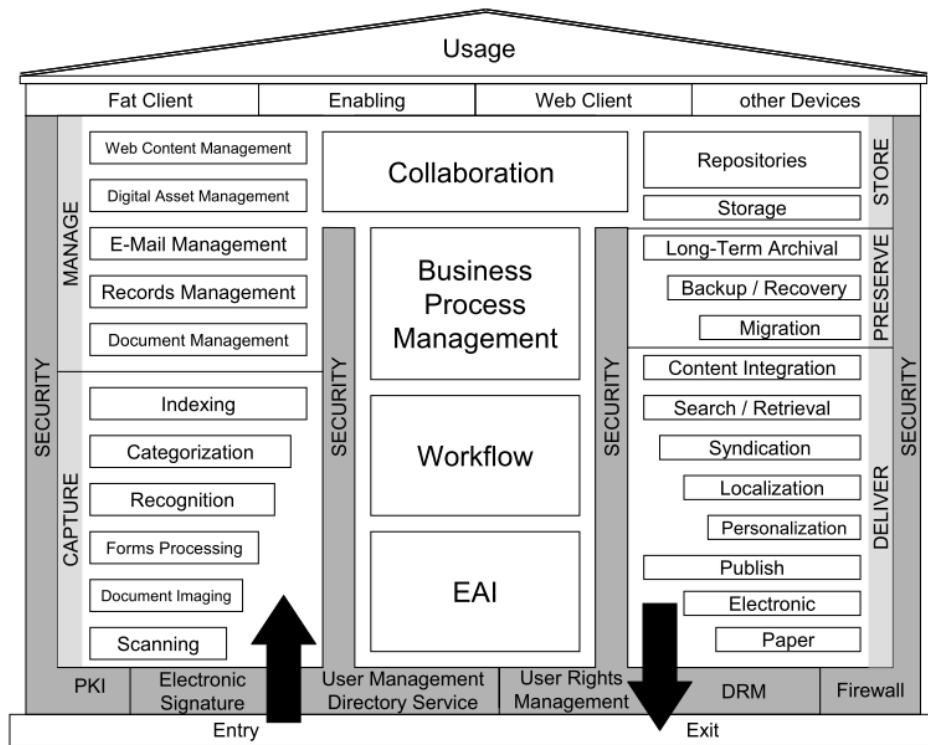 Usage
Fat Client
Enabling
Web Client
other Devices
SECURITY
MANAGE
Web Content Management
Digital Asset Management
E-Mail Management
Records Management
Document Management
CAPTURE
Indexing
Categorization
Recognition
Forms Processing
Document Imaging
Scanning
Collaboration
SECURITY
Business
Process
Management
Workflow
EAI
SECURITY
Repositories
Storage
STORE
Long-Term Archival
Backup / Recovery
Migration
PRESERVE
Content Integration
Search / Retrieval
Syndication
Localization
Personalization
Publish
Electronic
Paper
DELIVER
SECURITY
PKI
Electronic
Signature
User Management
Directory Service
User Rights
Management
DRM
Firewall
Entry
Exit